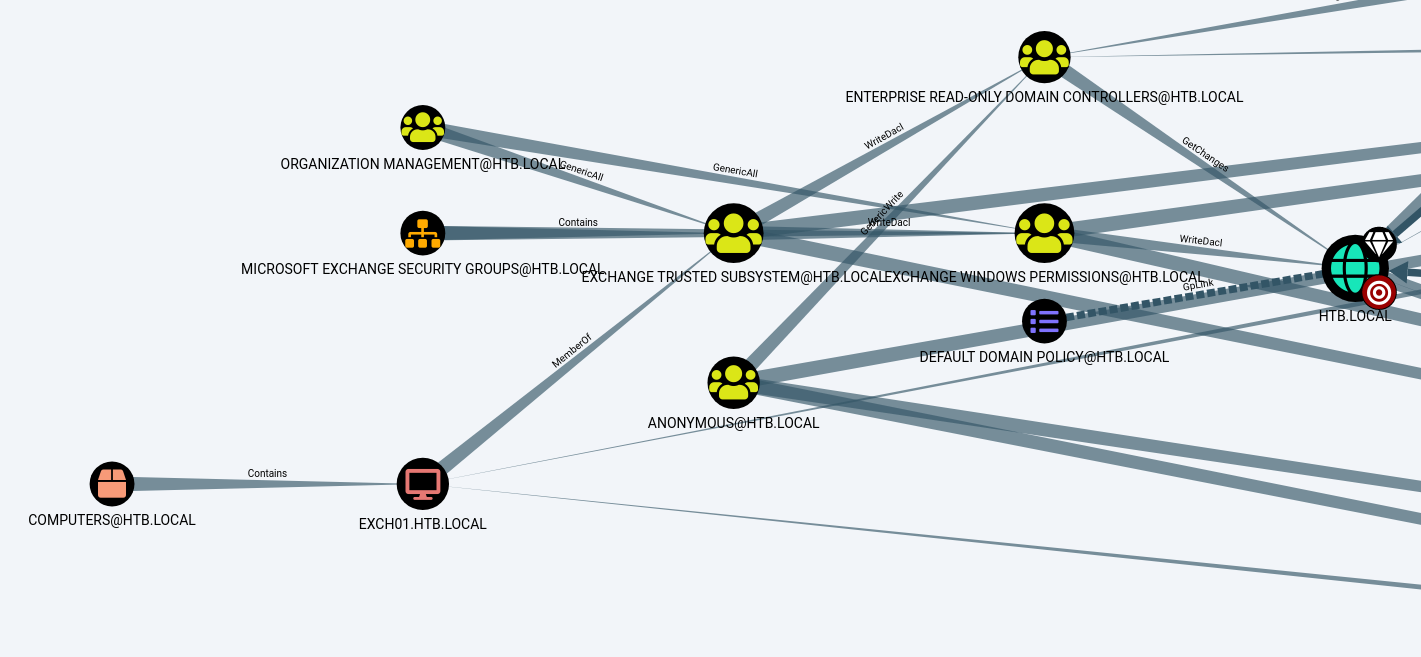 ENTERPRISE READ-ONLY DOMAIN CONTROLLERS@HTB.LOCAL
WriteDacl
GetChanges
ORGANIZATION MANAGEMENT@HTB.LOCAL
GenericAll
GenericAll
Contains
GenericWrite
WriteDacl
WriteDacl
MICROSOFT EXCHANGE SECURITY GROUPS@HTB.LOCAL
EXCHANGE TRUSTED SUBSYSTEM@HTB.LOCAL
EXCHANGE WINDOWS PERMISSIONS@HTB.LOCAL
GpLink
HTB.LOCAL
MemberOf
DEFAULT DOMAIN POLICY@HTB.LOCAL
ANONYMOUS@HTB.LOCAL
Contains
COMPUTERS@HTB.LOCAL
EXCH01.HTB.LOCAL